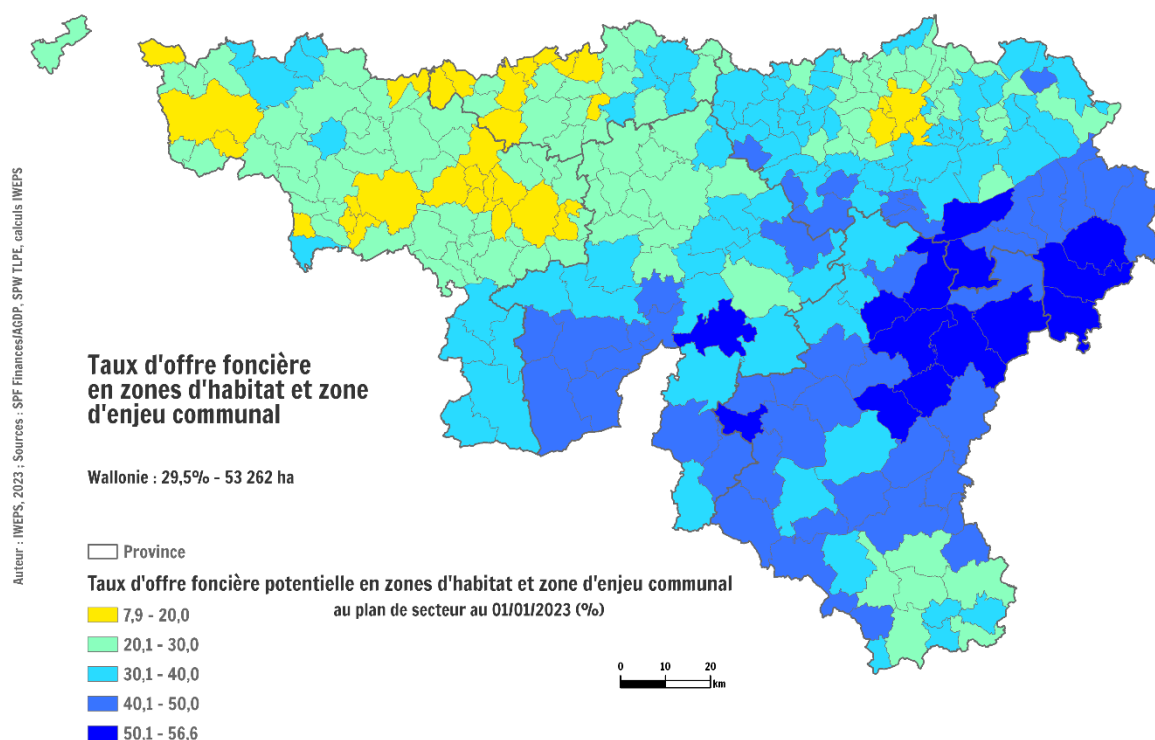 Taux d'offre foncière
en zones d'habitat et zone
d'enjeu communal
Wallonie : 29,5% - 53 262 ha
Province
Taux d'offre foncière potentielle en zones d'habitat et zone d'enjeu communal
au plan de secteur au 01/01/2023 (%)
7,9 - 20,0
20,1 - 30,0
30,1 - 40,0
40,1 - 50,0
50,1 - 56,6
0 10 20
km
Auteur : IWEPS, 2023 ; Sources : SPF Finances/AGDP, SPW TLPE, calculs IWEPS